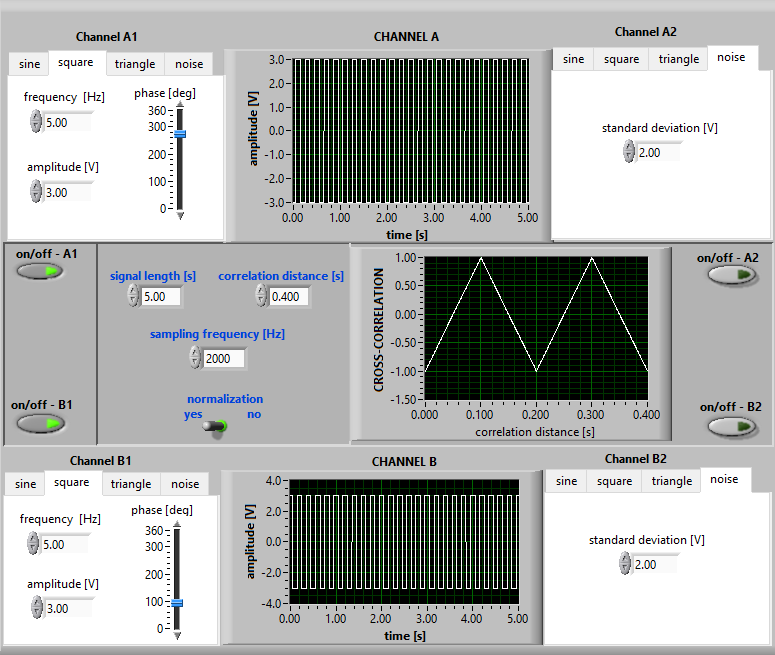 Channel A1
CHANNEL A
Channel A2
sine square triangle noise
sine square triangle noise
frequency [Hz]
5.00
amplitude [V]
3.00
phase [deg]
360
300
200
100
0
amplitude [V]
3.0
2.0
1.0
0.0
-1.0
-2.0
-3.0
0.00 1.00 2.00 3.00 4.00 5.00
time [s]
standard deviation [V]
2.00
on/off - A1
signal length [s]
5.00
correlation distance [s]
0.400
sampling frequency [Hz]
2000
normalization
yes no
on/off - B1
CROSS-CORRELATION
1.00
0.50
0.00
-0.50
-1.00
-1.50
0.000 0.100 0.200 0.300 0.400
correlation distance [s]
on/off - A2
on/off - B2
Channel B1
CHANNEL B
Channel B2
sine square triangle noise
sine square triangle noise
frequency [Hz]
5.00
amplitude [V]
3.00
phase [deg]
360
300
200
100
0
amplitude [V]
4.0
2.0
0.0
-2.0
-4.0
0.00 1.00 2.00 3.00 4.00 5.00
time [s]
standard deviation [V]
2.00